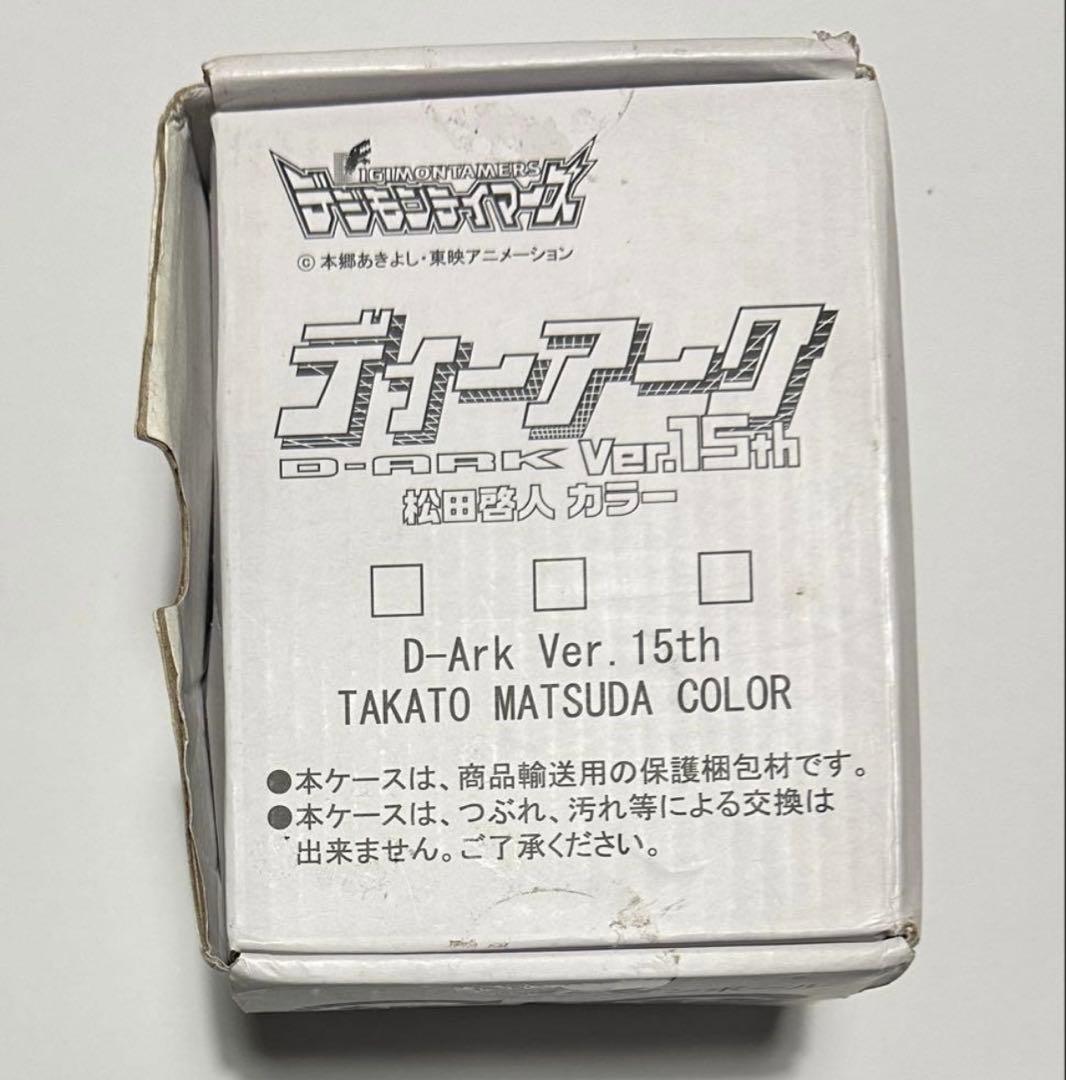 DIGIMONTAMERS
デジモンテイマーズ
© 本郷あきよし・東映アニメーション
ディーアーク
D-ARK Ver.15th
松田啓人 カラー
D-Ark Ver. 15th
TAKATO MATSUDA COLOR
●本ケースは、商品輸送用の保護梱包材です。
●本ケースは、つぶれ、汚れ等による交換は
出来ません。ご了承ください。